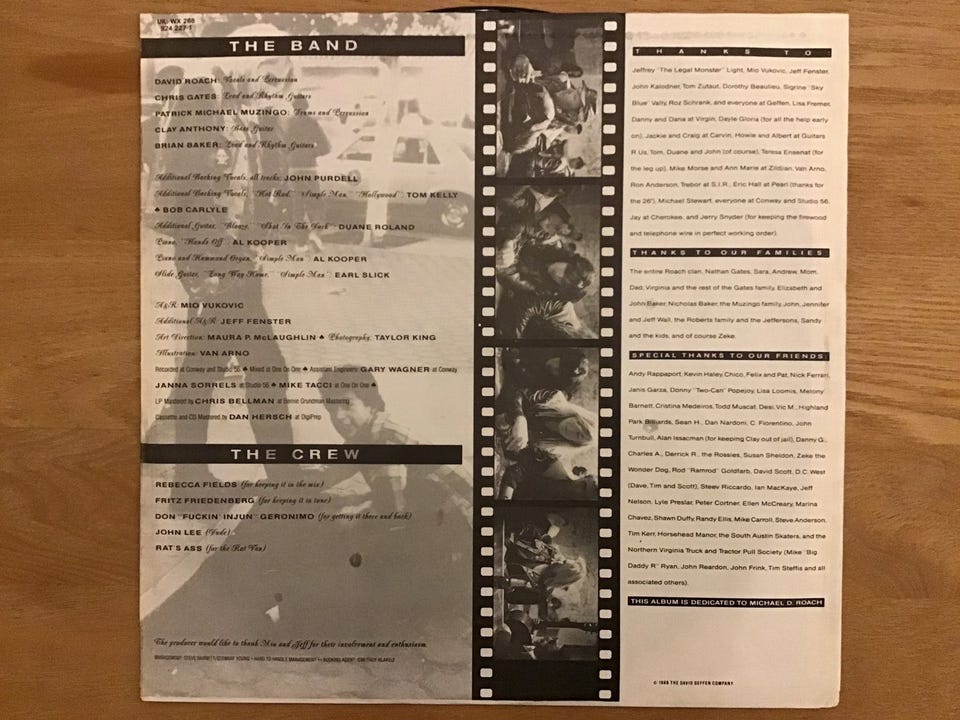 UK: WX 268
924 227-1
THE BAND
DAVID ROACH: Vocals and Percussion
CHRIS GATES: Lead and Rhythm Guitars
PATRICK MICHAEL MUZINGO: Drums and Percussion
CLAY ANTHONY: Bass Guitar
BRIAN BAKER: Lead and Rhythm Guitars
Additional Backing Vocals, all tracks: JOHN PURDELL
Additional Backing Vocals, "Hot Rod," "Simple Man," "Hollywood": TOM KELLY
♣ BOB CARLYLE
Additional Guitar, "Blooze," "Shot In The Dark": DUANE ROLAND
Piano, "Hands Off": AL KOOPER
Piano and Hammond Organ, "Simple Man": AL KOOPER
Slide Guitar, "Long Way Home," "Simple Man": EARL SLICK
A&R: MIO VUKOVIC
Additional A&R: JEFF FENSTER
Art Direction: MAURA P. McLAUGHLIN ♣ Photography: TAYLOR KING
Illustration: VAN ARNO
Recorded at Conway and Studio 56 ♣ Mixed at One On One ♣ Assistant Engineers: GARY WAGNER at Conway
JANNA SORRELS at Studio 56 ♣ MIKE TACCI at One On One ♣
LP Mastered by CHRIS BELLMAN at Bernie Grundman Mastering
Cassette and CD Mastered by DAN HERSCH at DigiPrep
THE CREW
REBECCA FIELDS (for keeping it in the mix)
FRITZ FRIEDENBERG (for keeping it in tune)
DON "FUCKIN' INJUN" GERONIMO (for getting it there and back)
JOHN LEE (Dude)
RAT'S ASS (for the Rat Van)
The producer would like to thank Mio and Jeff for their involvement and enthusiasm.
MANAGEMENT: STEVE BARNETT/STEWART YOUNG HARD TO HANDLE MANAGEMENT BOOKING AGENT:
THANKS TO:
Jeffrey "The Legal Monster" Light, Mio Vukovic, Jeff Fenster,
John Kalodner, Tom Zutaut, Dorothy Beaulieu, Sigrine "Sky
Blue" Vally, Roz Schrank, and everyone at Geffen, Lisa Fremer,
Danny and Dana at Virgin, Gayle Gloria (for all the help early
on), Jackie and Craig at Carvin, Howie and Albert at Guitars
R Us, Tom, Duane and John (of course), Teresa Ensenat (for
the leg up), Mike Morse and Ann Marie at Zildjian, Van Arno,
Ron Anderson, Trebor at S.I.R., Eric Hall at Pearl (thanks for
the 26"), Michael Stewart, everyone at Conway and Studio 56,
Jay at Cherokee, and Jerry Snyder (for keeping the firewood
and telephone wire in perfect working order).
THANKS TO OUR FAMILIES:
The entire Roach clan, Nathan Gates, Sara, Andrew, Mom,
Dad, Virginia and the rest of the Gates family, Elizabeth and
John Baker, Nicholas Baker, the Muzingo family, John, Jennifer
and Jeff Wall, the Roberts family and the Jeffersons, Sandy
and the kids, and of course Zeke.
SPECIAL THANKS TO OUR FRIENDS:
Andy Rappaport, Kevin Haley, Chico, Felix and Pat, Nick Ferrari,
Janis Garza, Donny "Two-Can" Popejoy, Lisa Loomis, Melony
Barnett, Cristina Medeiros, Todd Muscat, Desi, Vic M., Highland
Park Billiards, Sean H., Dan Nardoni, C. Fiorentino, John
Turnbull, Alan Issacman (for keeping Clay out of jail), Danny G.,
Charles A., Derrick R., the Rossies, Susan Sheldon, Zeke the
Wonder Dog, Rod "Ramrod" Goldfarb, David Scott, D.C. West
(Dave, Tim and Scott), Steev Riccardo, Ian MacKaye, Jeff
Nelson, Lyle Preslar, Peter Cortner, Ellen McCreary, Marina
Chavez, Shawn Duffy, Randy Ellis, Mike Carroll, Steve Anderson,
Tim Kerr, Horsehead Manor, the South Austin Skaters, and the
Northern Virginia Truck and Tractor Pull Society (Mike "Big
Daddy R" Ryan, John Reardon, John Frink, Tim Steffis and all
associated others).
THIS ALBUM IS DEDICATED TO MICHAEL D. ROACH
© 1989 THE DAVID GEFFEN COMPANY